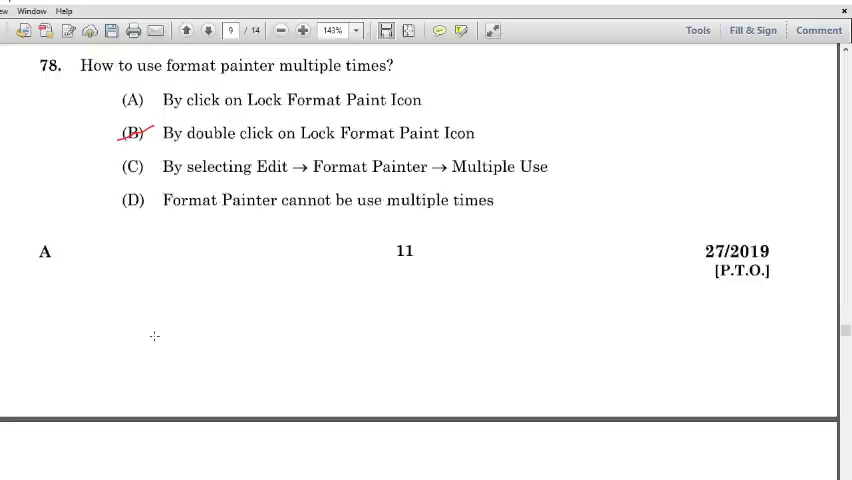 Window Help
9 / 14
143%
Tools Fill & Sign Comment
78. How to use format painter multiple times?
(A) By click on Lock Format Paint Icon
(B) By double click on Lock Format Paint Icon
(C) By selecting Edit → Format Painter → Multiple Use
(D) Format Painter cannot be use multiple times
A 11 27/2019
[P.T.O.]